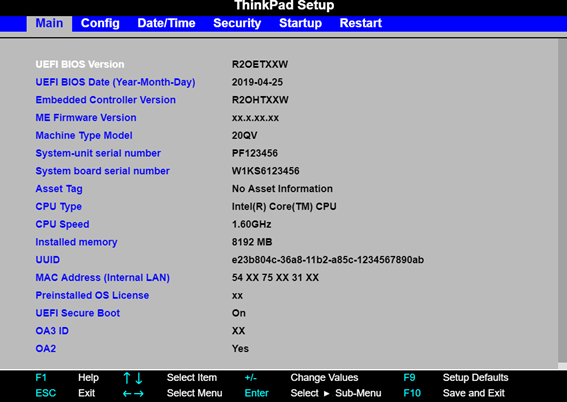 ThinkPad Setup
Main Config Date/Time Security Startup Restart
UEFI BIOS Version R2OETXXW
UEFI BIOS Date (Year-Month-Day) 2019-04-25
Embedded Controller Version R2OHTXXW
ME Firmware Version xx.x.xx.xx
Machine Type Model 20QV
System-unit serial number PF123456
System board serial number W1KS6123456
Asset Tag No Asset Information
CPU Type Intel(R) Core(TM) CPU
CPU Speed 1.60GHz
Installed memory 8192 MB
UUID e23b804c-36a8-11b2-a85c-1234567890ab
MAC Address (Internal LAN) 54 XX 75 XX 31 XX
Preinstalled OS License xx
UEFI Secure Boot On
OA3 ID XX
OA2 Yes
F1 Help ↑↓ Select Item +/- Change Values F9 Setup Defaults
ESC Exit ←→ Select Menu Enter Select ► Sub-Menu F10 Save and Exit